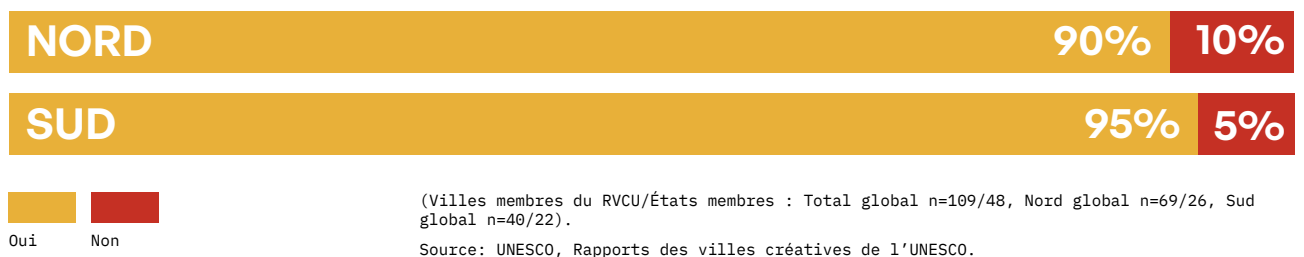 NORD 90% 10%
SUD 95% 5%
Oui Non
(Villes membres du RVCU/États membres : Total global n=109/48, Nord global n=69/26, Sud
global n=40/22).
Source: UNESCO, Rapports des villes créatives de l’UNESCO.